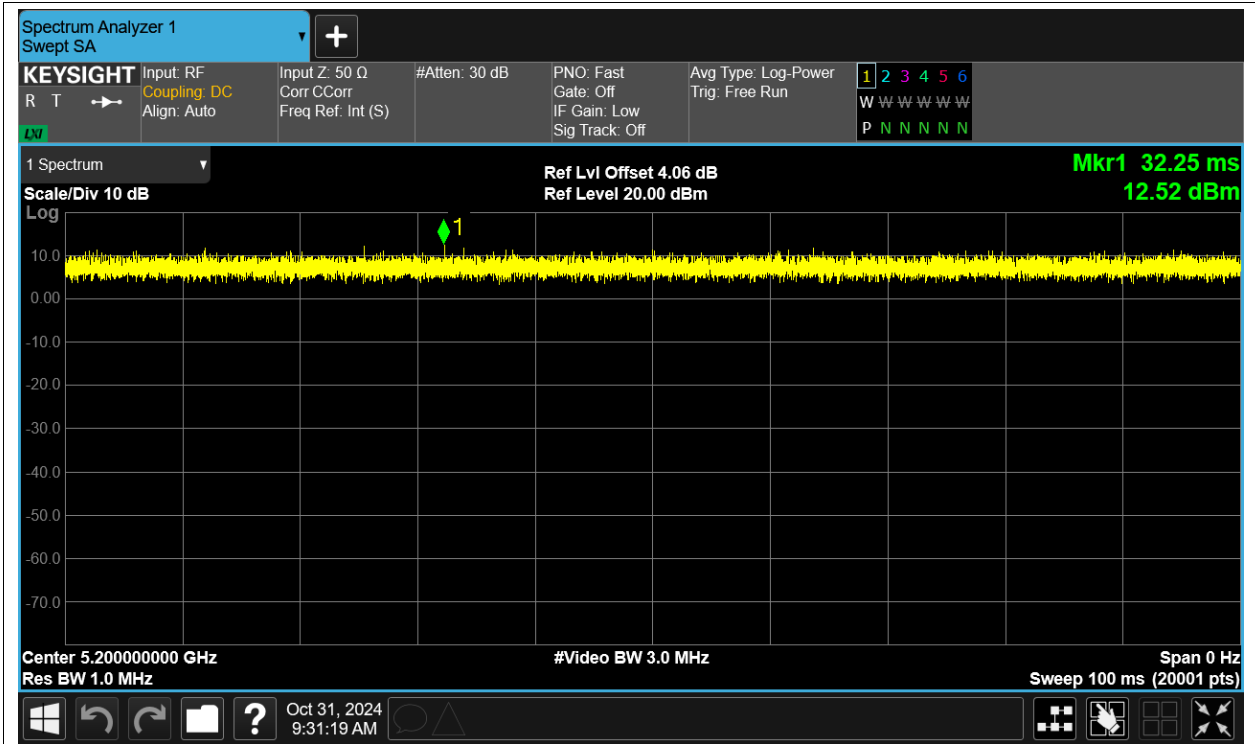 Spectrum Analyzer 1
Swept SA
KEYSIGHT
R T
LXI
Input: RF
Coupling: DC
Align: Auto
Input Z: 50 Ω
Corr CCorr
Freq Ref: Int (S)
#Atten: 30 dB
PNO: Fast
Gate: Off
IF Gain: Low
Sig Track: Off
Avg Type: Log-Power
Trig: Free Run
1 2 3 4 5 6
W W W W W W
P N N N N N
1 Spectrum
Scale/Div 10 dB
Log
Ref Lvl Offset 4.06 dB
Ref Level 20.00 dBm
Mkr1 32.25 ms
12.52 dBm
1
10.0
0.00
-10.0
-20.0
-30.0
-40.0
-50.0
-60.0
-70.0
Center 5.200000000 GHz
Res BW 1.0 MHz
#Video BW 3.0 MHz
Span 0 Hz
Sweep 100 ms (20001 pts)
?
Oct 31, 2024
9:31:19 AM